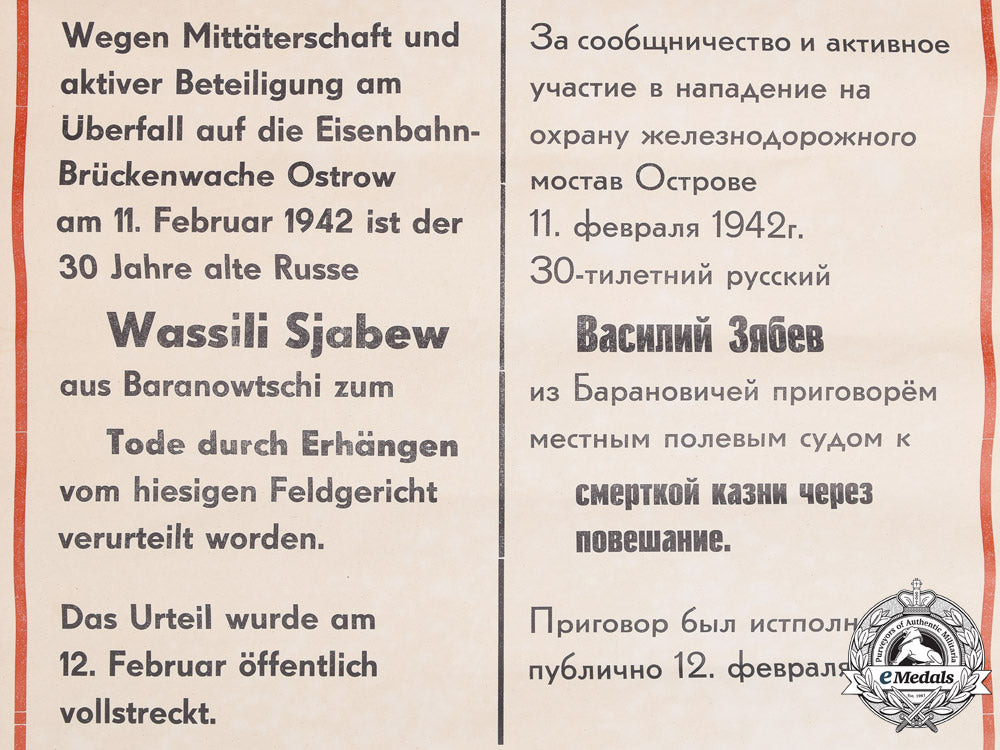 Wegen Mittäterschaft und
aktiver Beteiligung am
Überfall auf die Eisenbahn-
Brückenwache Ostrow
am 11. Februar 1942 ist der
30 Jahre alte Russe
Wassili Sjabew
aus Baranowtschi zum
Tode durch Erhängen
vom hiesigen Feldgericht
verurteilt worden.
Das Urteil wurde am
12. Februar öffentlich
vollstreckt.
За сообщничество и активное
участие в нападение на
охрану железнодорожного
мостав Острове
11. февраля 1942г.
30-тилетний русский
Василий Зябев
из Барановичей приговорём
местным полевым судом к
смерткой казни через
повешание.
Приговор был истполн
публично 12. февраля
Purveyors of Authentic Militaria
eMedals
Est. 1997